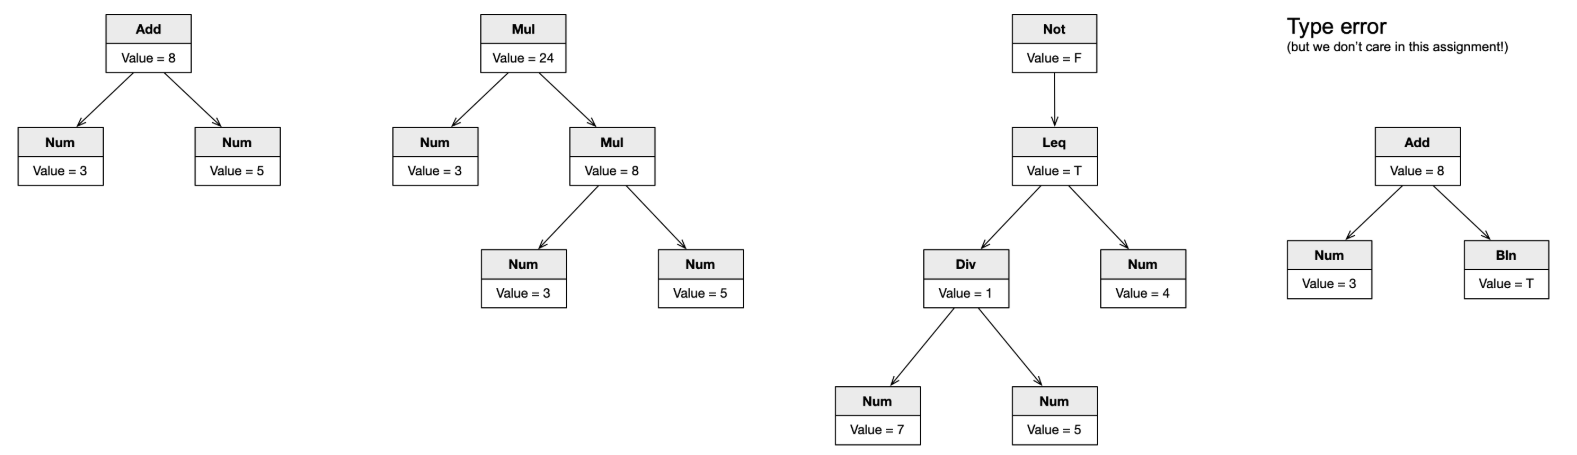 Add
Value = 8
Num
Value = 3
Num
Value = 5
Mul
Value = 24
Num
Value = 3
Mul
Value = 8
Num
Value = 3
Num
Value = 5
Not
Value = F
Leq
Value = T
Div
Value = 1
Num
Value = 4
Num
Value = 7
Num
Value = 5
Type error
(but we don't care in this assignment!)
Add
Value = 8
Num
Value = 3
Bln
Value = T